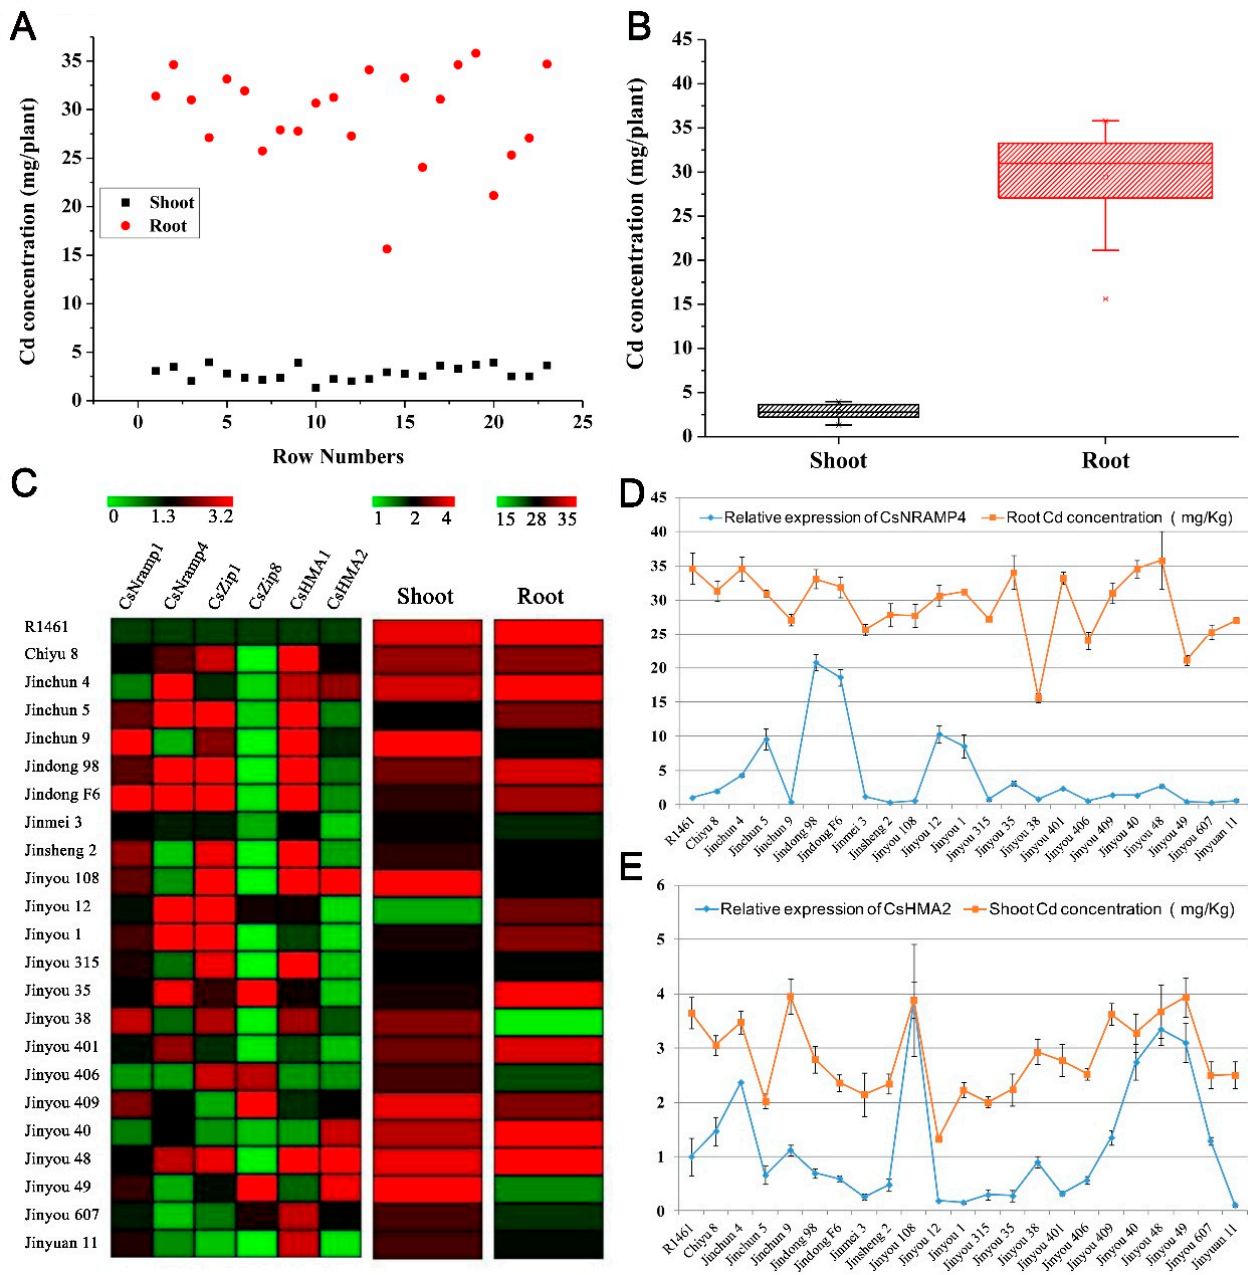 A
Cd concentration (mg/plant)
35
30
25
20
15
10
5
0
Shoot
Root
0 5 10 15 20 25
Row Numbers
B
Cd concentration (mg/plant)
45
40
35
30
25
20
15
10
5
0
Shoot Root
C
0 1.3 3.2
1 2 4
15 28 35
CsNramp1 CsNramp4 CsZip1 CsZip8 CsHMA1 CsHMA2
Shoot Root
R1461
Chiyu 8
Jinchun 4
Jinchun 5
Jinchun 9
Jindong 98
Jindong F6
Jinmei 3
Jinsheng 2
Jinyou 108
Jinyou 12
Jinyou 1
Jinyou 315
Jinyou 35
Jinyou 38
Jinyou 401
Jinyou 406
Jinyou 409
Jinyou 40
Jinyou 48
Jinyou 49
Jinyou 607
Jinyuan 11
D
45
40
35
30
25
20
15
10
5
0
Relative expression of CsNRAMP4 Root Cd concentration ( mg/Kg)
R1461 Chiyu 8 Jinchun 4 Jinchun 5 Jinchun 9 Jindong 98 Jindong F6 Jinmei 3 Jinsheng 2 Jinyou 108 Jinyou 12 Jinyou 1 Jinyou 315 Jinyou 35 Jinyou 38 Jinyou 401 Jinyou 406 Jinyou 409 Jinyou 40 Jinyou 48 Jinyou 49 Jinyou 607 Jinyuan 11
E
6
5
4
3
2
1
0
Relative expression of CsHMA2 Shoot Cd concentration ( mg/Kg)
R1461 Chiyu 8 Jinchun 4 Jinchun 5 Jinchun 9 Jindong 98 Jindong F6 Jinmei 3 Jinsheng 2 Jinyou 108 Jinyou 12 Jinyou 1 Jinyou 315 Jinyou 35 Jinyou 38 Jinyou 401 Jinyou 406 Jinyou 409 Jinyou 40 Jinyou 48 Jinyou 49 Jinyou 607 Jinyuan 11